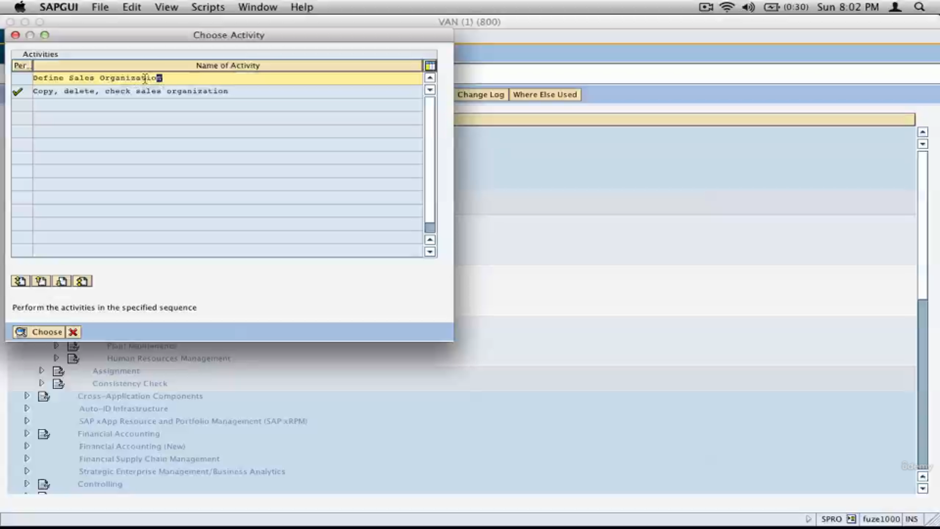 SAPGUI File Edit View Scripts Window Help (0:30) Sun 8:02 PM
VAN (1) (800)
Choose Activity
Activities
Per.. Name of Activity
Define Sales Organization
Copy, delete, check sales organization
Change Log Where Else Used
Perform the activities in the specified sequence
Choose
Human Resources Management
Assignment
Consistency Check
Cross-Application Components
Auto-ID Infrastructure
SAP xApp Resource and Portfolio Management (SAP xRPM)
Financial Accounting
Financial Accounting (New)
Financial Supply Chain Management
Strategic Enterprise Management/Business Analytics
Controlling
Udemy
SPRO fuze1000 INS